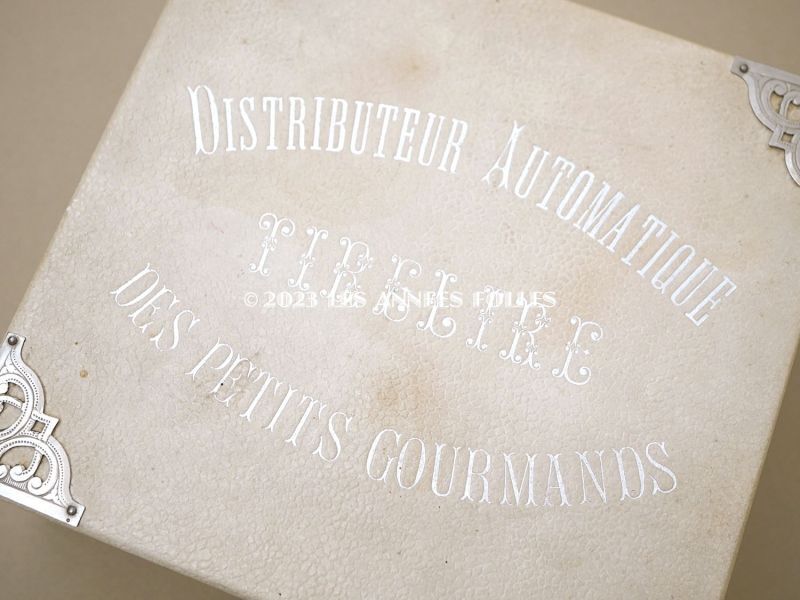 DISTRIBUTEUR AUTOMATIQUE
TIRELIRE
© 2023 LES ANNEES FOLLES
DES PETITS GOURMANDS